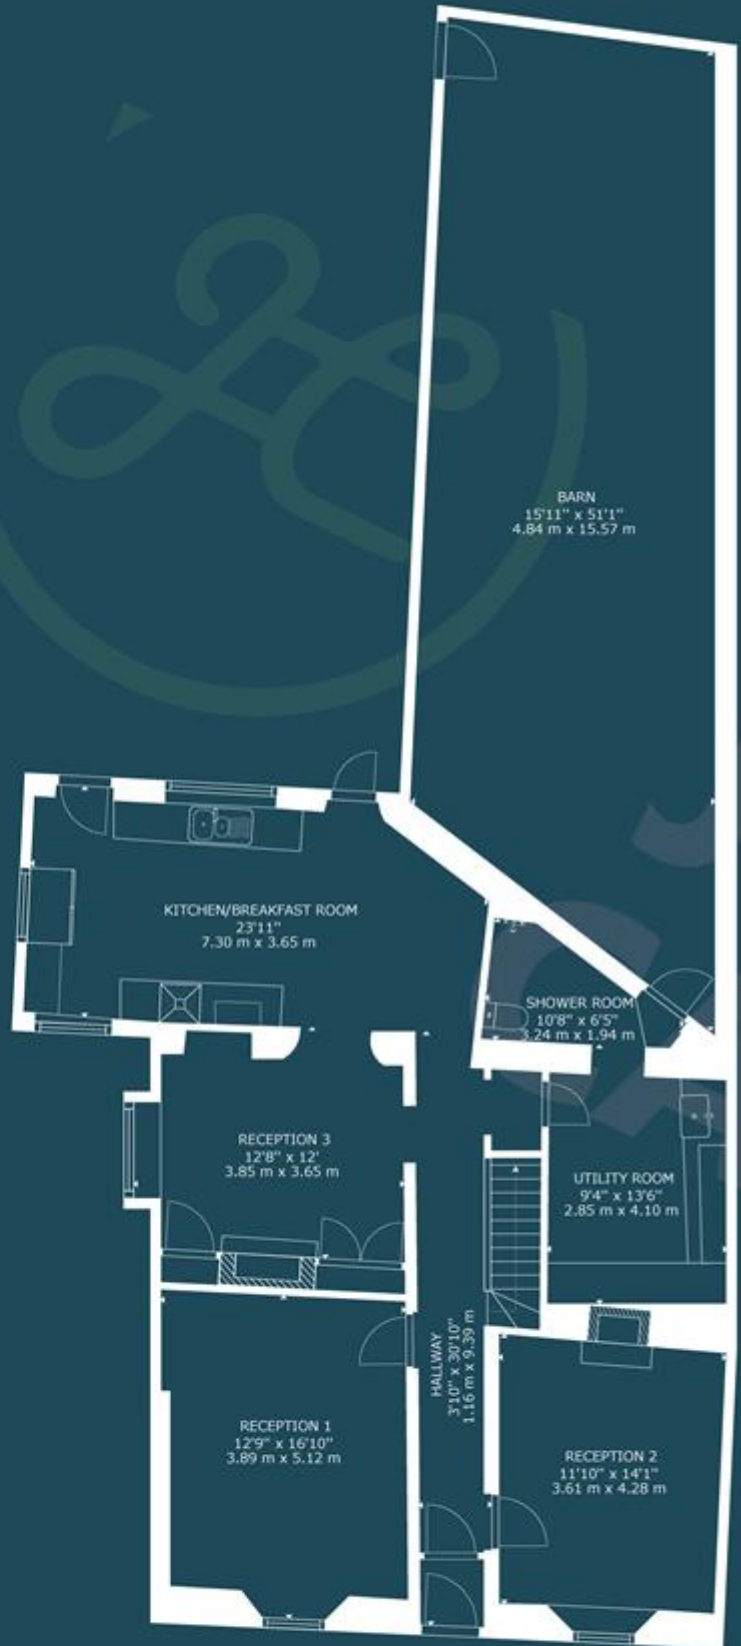 BARN
15'11" x 51'1"
4.84 m x 15.57 m
KITCHEN/BREAKFAST ROOM
23'11"
7.30 m x 3.65 m
SHOWER ROOM
10'8" x 6'5"
3.24 m x 1.94 m
RECEPTION 3
12'8" x 12'
3.85 m x 3.65 m
UTILITY ROOM
9'4" x 13'6"
2.85 m x 4.10 m
HALLWAY
3'10" x 30'10"
1.16 m x 9.39 m
RECEPTION 1
12'9" x 16'10"
3.89 m x 5.12 m
RECEPTION 2
11'10" x 14'1"
3.61 m x 4.28 m